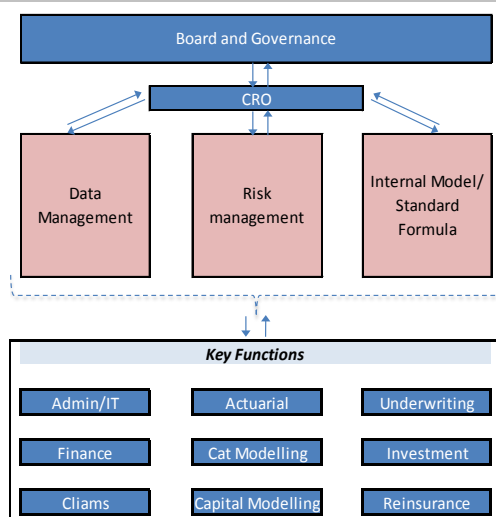 Board and Governance
CRO
Data
Management
Risk
management
Internal Model/
Standard
Formula
Key Functions
Admin/IT
Actuarial
Underwriting
Finance
Cat Modelling
Investment
Cliams
Capital Modelling
Reinsurance